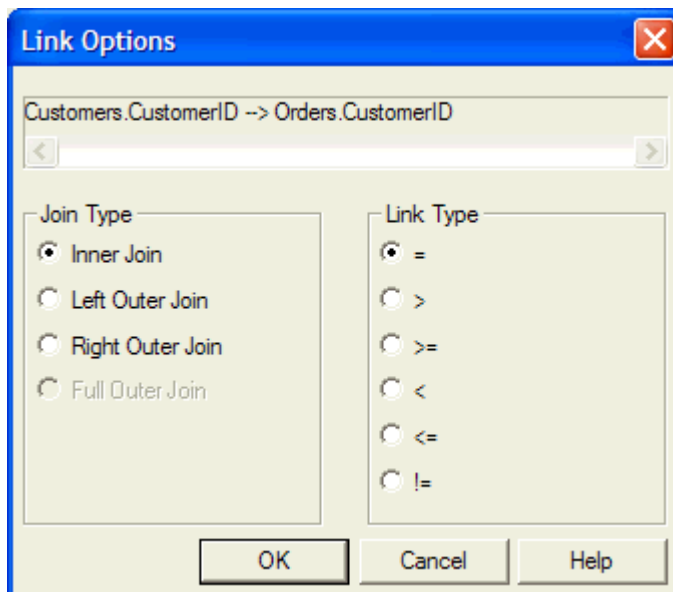 Link Options
Customers.CustomerID --> Orders.CustomerID
Join Type
Inner Join
Left Outer Join
Right Outer Join
Full Outer Join
Link Type
=
>
>=
<
<=
!=
OK Cancel Help